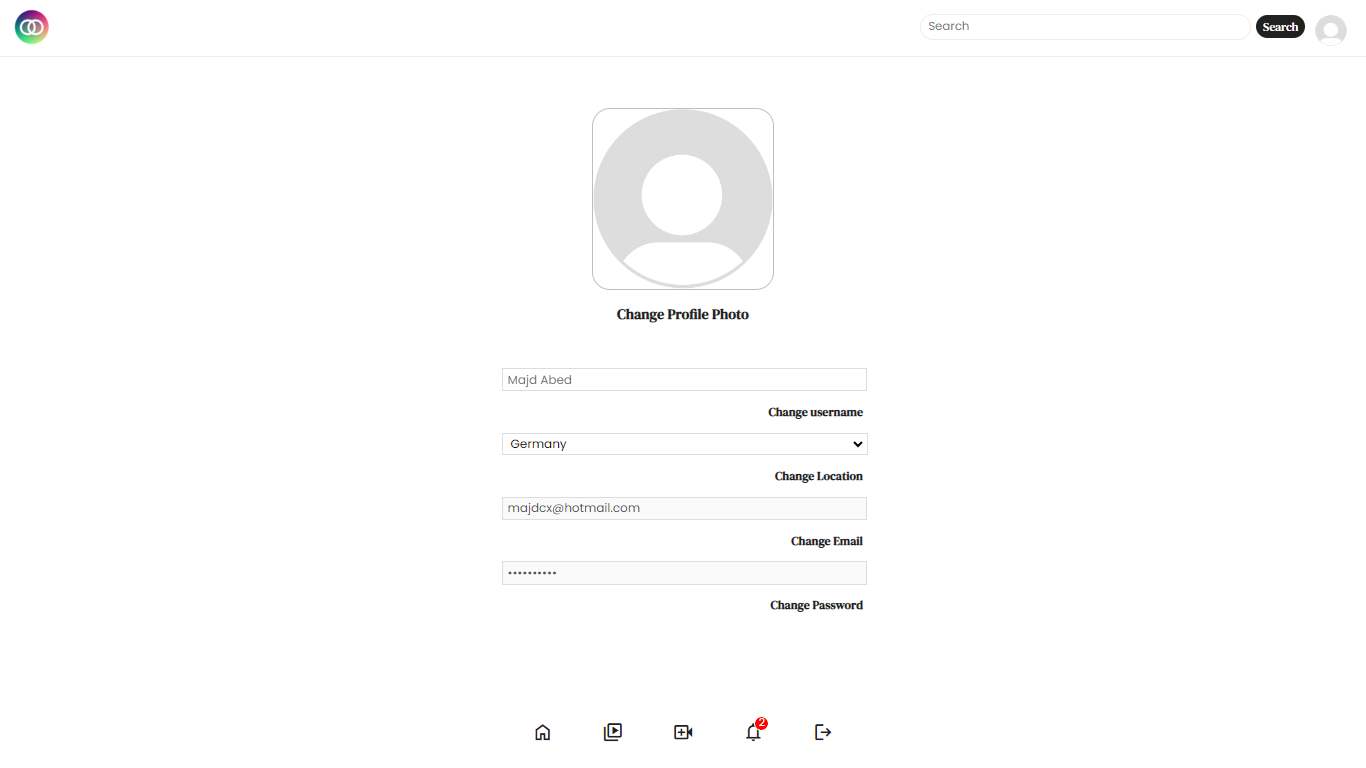 Search Search
Change Profile Photo
Majd Abed
Change username
Germany
Change Location
majdcx@hotmail.com
Change Email
••••••••••
Change Password
2